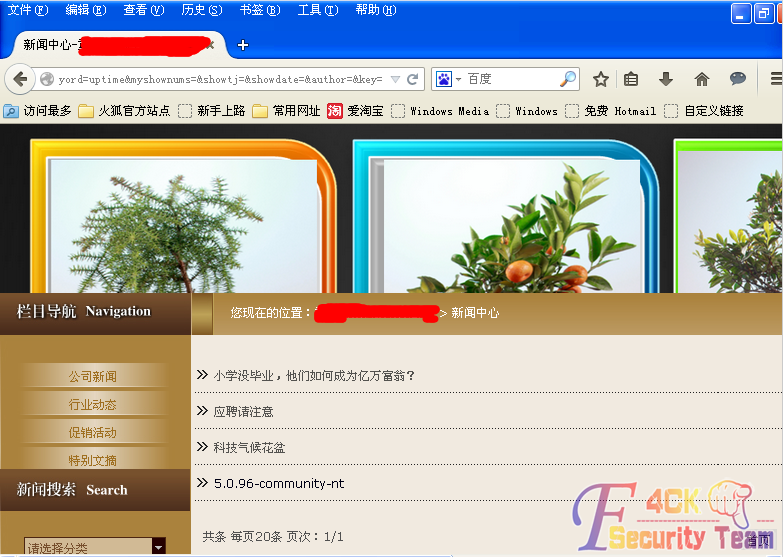 文件(F) 编辑(E) 查看(V) 历史(S) 书签(B) 工具(T) 帮助(H)
新闻中心-
yord=uptime&myshownums=&showtj=&showdate=&author=&key=
百度
访问最多 火狐官方站点 新手上路 常用网址 淘 爱淘宝 Windows Media Windows 免费 Hotmail 自定义链接
栏目导航 Navigation
您现在的位置： > 新闻中心
公司新闻
行业动态
促销活动
特别文摘
小学没毕业，他们如何成为亿万富翁？
应聘请注意
科技气候花盆
5.0.96-community-nt
新闻搜索 Search
请选择分类
共条 每页20条 页次：1/1
首页
F4CK
Security Team